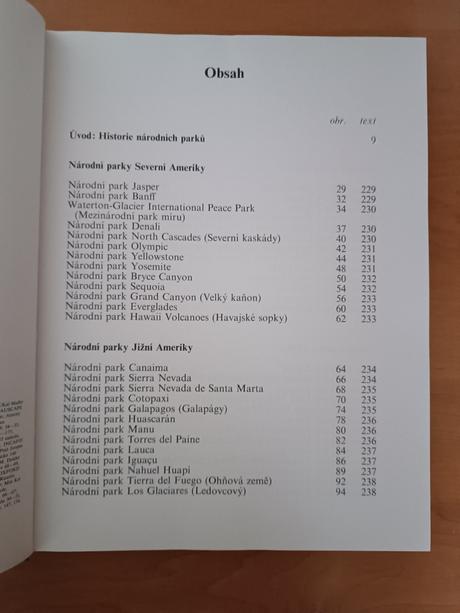 Obsah
obr. text
Úvod: Historie národních parků 9
Národní parky Severní Ameriky
Národní park Jasper 29 229
Národní park Banff 32 229
Waterton-Glacier International Peace Park 34 230
(Mezinárodní park míru)
Národní park Denali 37 230
Národní park North Cascades (Severní kaskády) 40 230
Národní park Olympic 42 231
Národní park Yellowstone 44 231
Národní park Yosemite 48 231
Národní park Bryce Canyon 50 232
Národní park Sequoia 54 232
Národní park Grand Canyon (Velký kaňon) 56 233
Národní park Everglades 60 233
Národní park Hawaii Volcanoes (Havajské sopky) 62 233
Národní parky Jižní Ameriky
Národní park Canaima 64 234
Národní park Sierra Nevada 66 234
Národní park Sierra Nevada de Santa Marta 68 235
Národní park Cotopaxi 70 235
Národní park Galapagos (Galapágy) 74 235
Národní park Huascarán 78 236
Národní park Manu 80 236
Národní park Torres del Paine 82 236
Národní park Lauca 84 237
Národní park Iguaçu 86 237
Národní park Nahuel Huapi 89 237
Národní park Tierra del Fuego (Ohňová země) 92 238
Národní park Los Glaciares (Ledovcový) 94 238